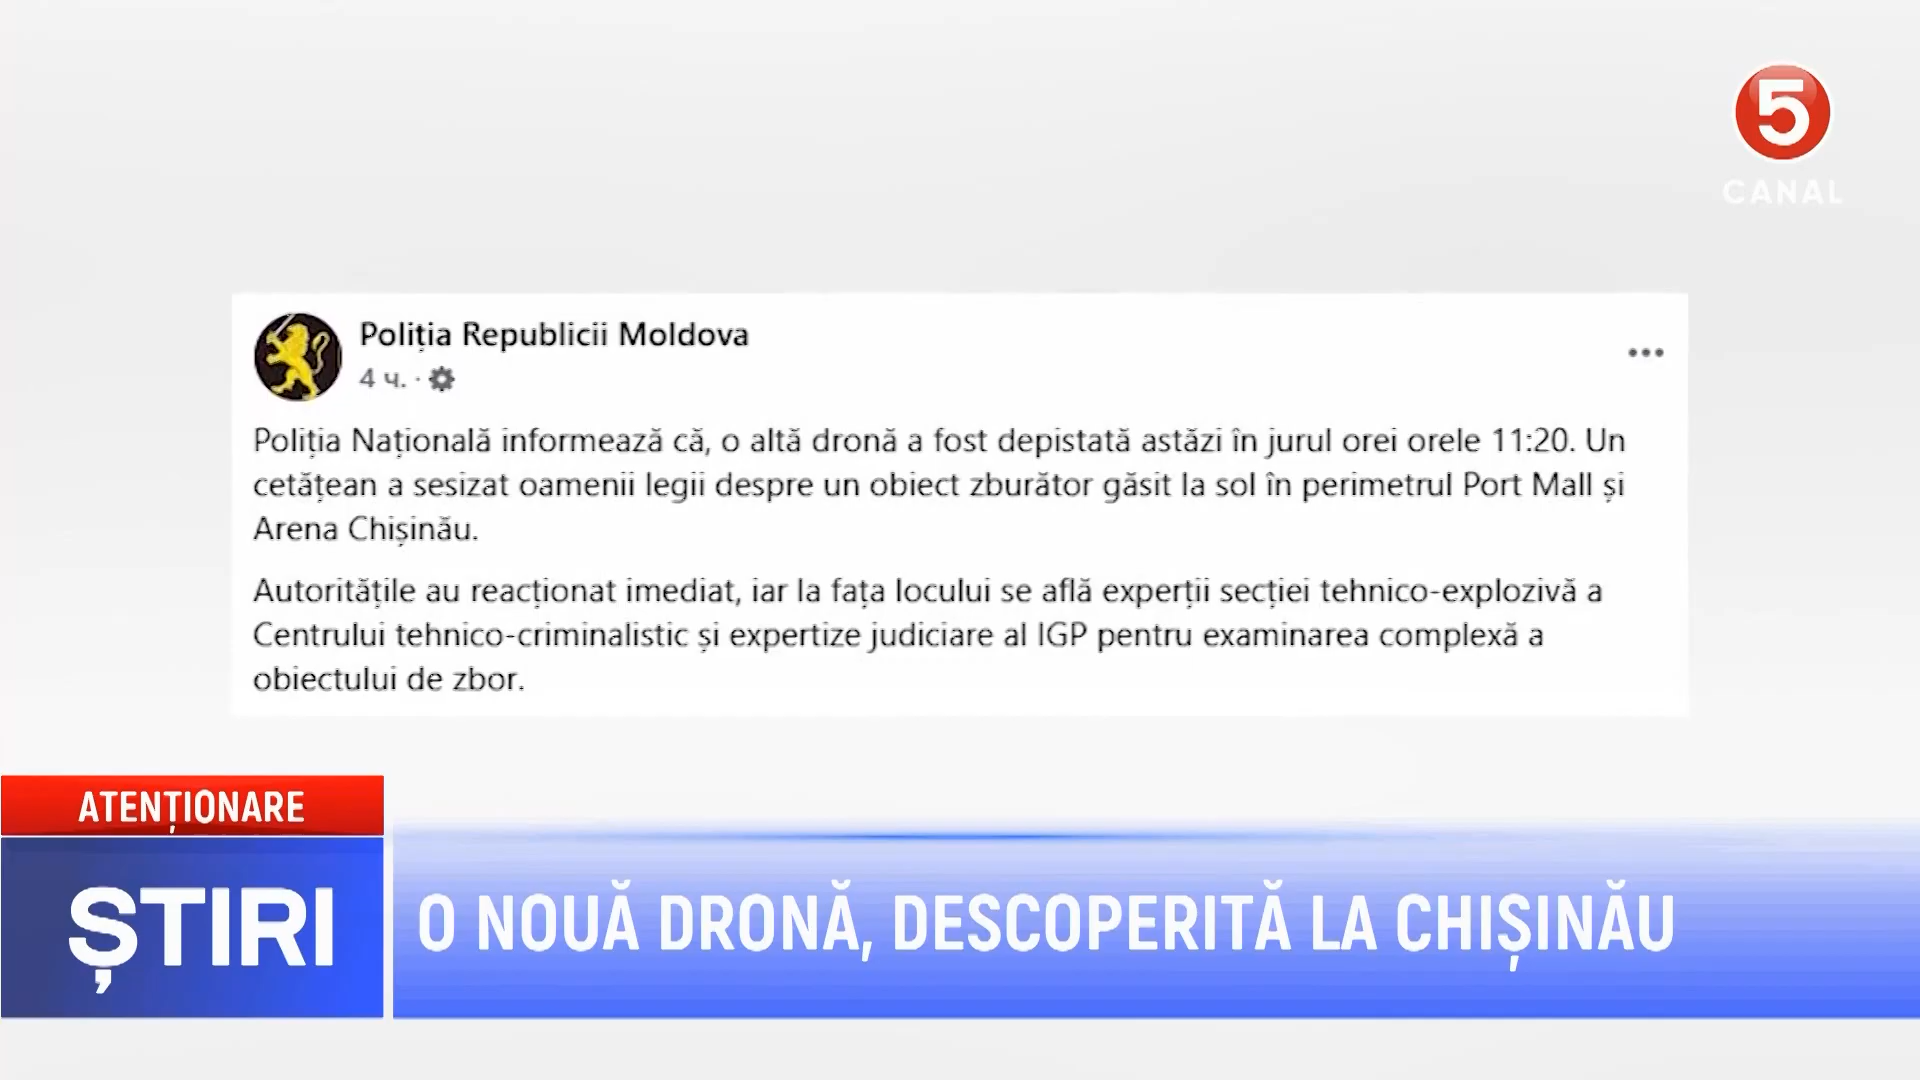 5
CANAL
Poliția Republicii Moldova
4 ч. ·
Poliția Națională informează că, o altă dronă a fost depistată astăzi în jurul orei orele 11:20. Un
cetățean a sesizat oamenii legii despre un obiect zburător găsit la sol în perimetrul Port Mall și
Arena Chișinău.
Autoritățile au reacționat imediat, iar la fața locului se află experții secției tehnico-explozivă a
Centrului tehnico-criminalistic și expertize judiciare al IGP pentru examinarea complexă a
obiectului de zbor.
ATENȚIONARE
ȘTIRI
O NOUĂ DRONĂ, DESCOPERITĂ LA CHIȘINĂU